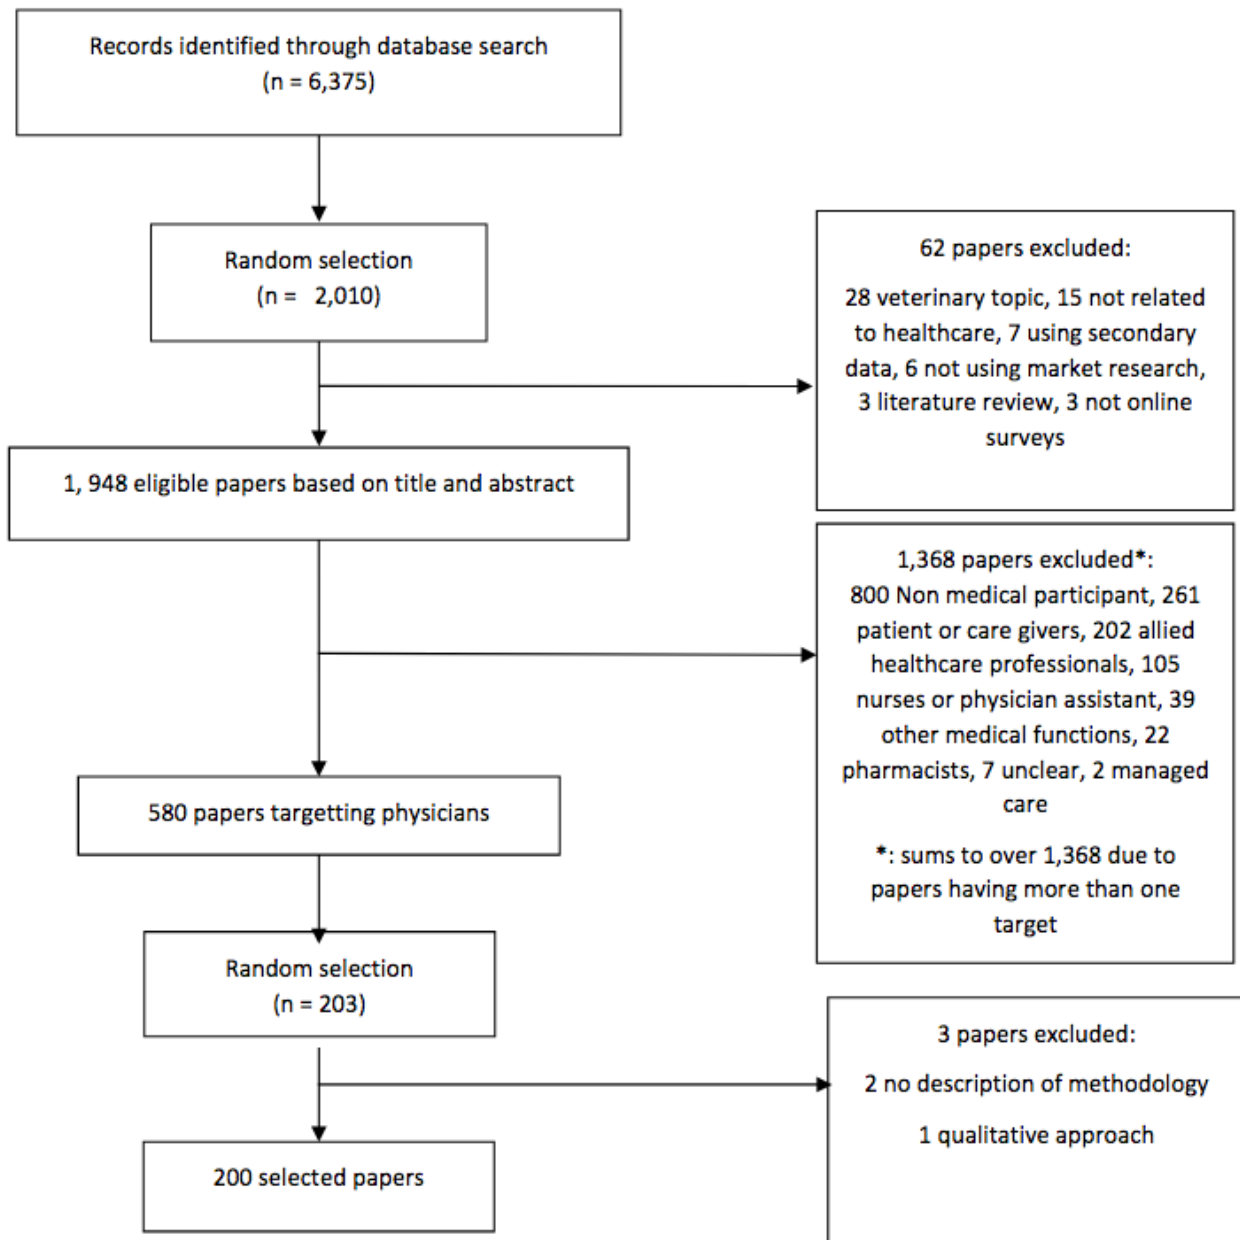 Records identified through database search
(n = 6,375)
Random selection
(n = 2,010)
62 papers excluded:
28 veterinary topic, 15 not related
to healthcare, 7 using secondary
data, 6 not using market research,
3 literature review, 3 not online
surveys
1, 948 eligible papers based on title and abstract
1,368 papers excluded*:
800 Non medical participant, 261
patient or care givers, 202 allied
healthcare professionals, 105
nurses or physician assistant, 39
other medical functions, 22
pharmacists, 7 unclear, 2 managed
care
*: sums to over 1,368 due to
papers having more than one
target
580 papers targetting physicians
Random selection
(n = 203)
3 papers excluded:
2 no description of methodology
1 qualitative approach
200 selected papers